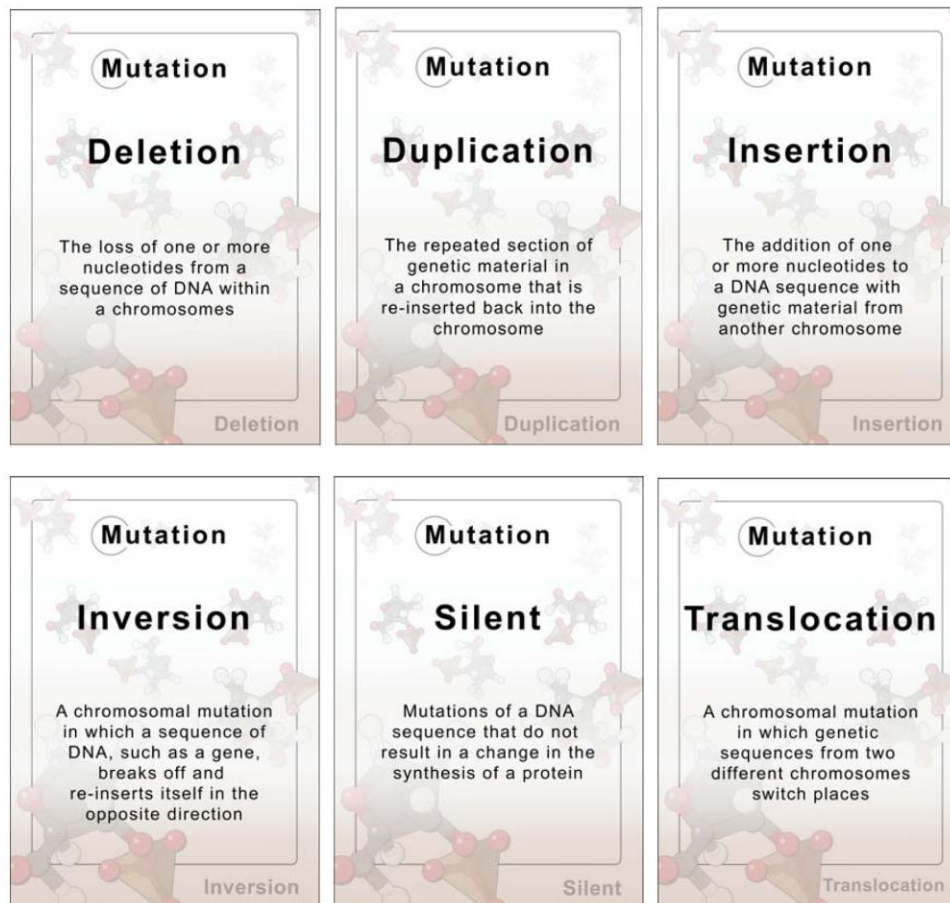 Mutation
Deletion
The loss of one or more
nucleotides from a
sequence of DNA within
a chromosomes
Deletion
Mutation
Duplication
The repeated section of
genetic material in
a chromosome that is
re-inserted back into the
chromosome
Duplication
Mutation
Insertion
The addition of one
or more nucleotides to
a DNA sequence with
genetic material from
another chromosome
Insertion
Mutation
Inversion
A chromosomal mutation
in which a sequence of
DNA, such as a gene,
breaks off and
re-inserts itself in the
opposite direction
Inversion
Mutation
Silent
Mutations of a DNA
sequence that do not
result in a change in the
synthesis of a protein
Silent
Mutation
Translocation
A chromosomal mutation
in which genetic
sequences from two
different chromosomes
switch places
Translocation